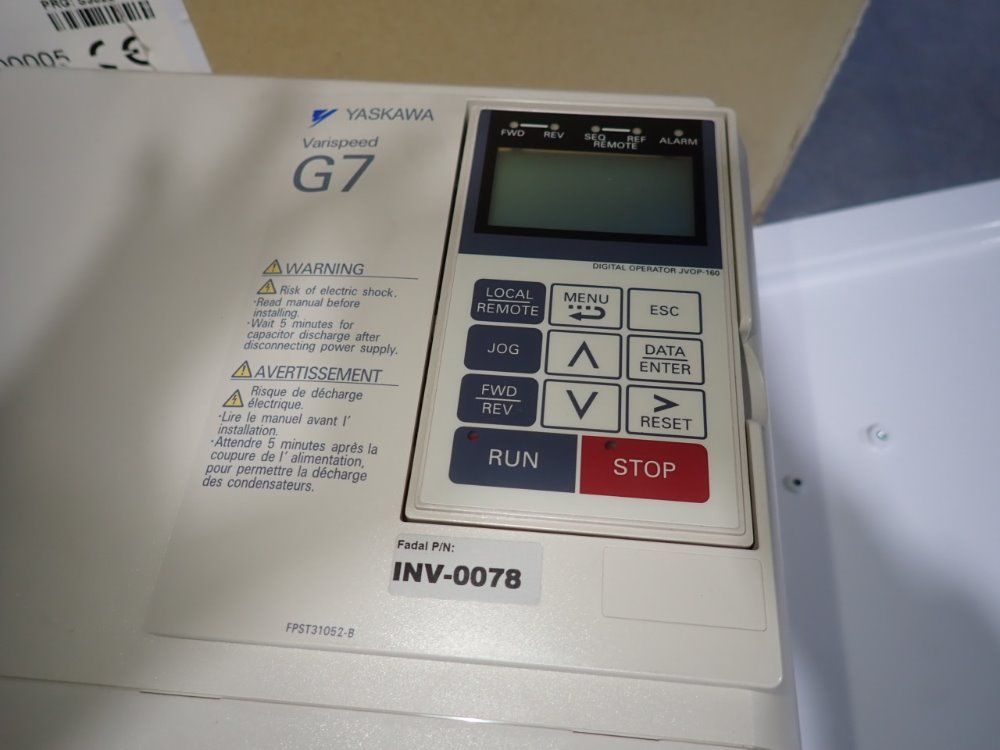 PRG:
0005 CE
YASKAWA
Varispeed
G7
WARNING
Risk of electric shock.
·Read manual before
installing.
·Wait 5 minutes for
capacitor discharge after
disconnecting power supply.
AVERTISSEMENT
Risque de décharge
électrique.
·Lire le manuel avant l'
installation.
·Attendre 5 minutes après la
coupure de l' alimentation,
pour permettre la décharge
des condensateurs.
FWD REV SEQ REF ALARM
REMOTE
DIGITAL OPERATOR JVOP-160
LOCAL
REMOTE
MENU
ESC
JOG
DATA
ENTER
FWD
REV
>
RESET
RUN
STOP
Fadal P/N:
INV-0078
FPST31052-B